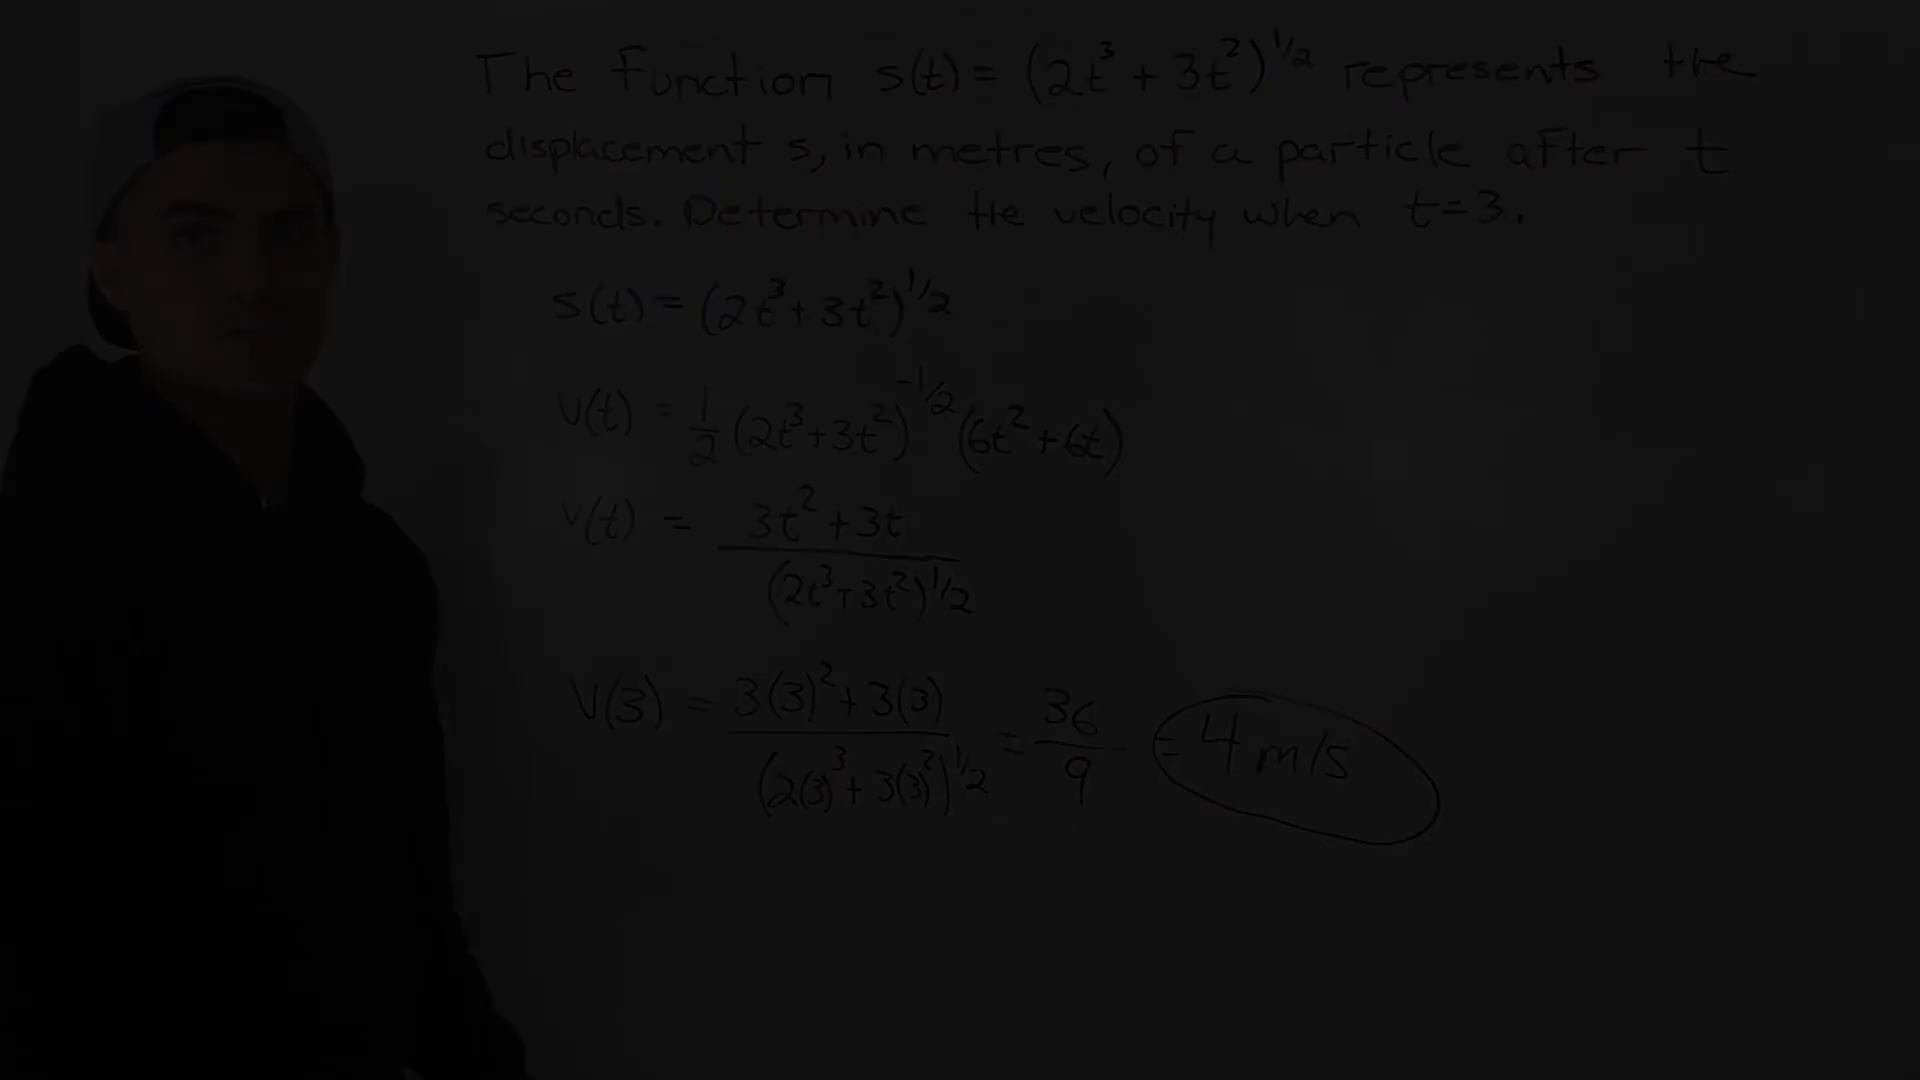 The function s(t) = (2t³ + 3t²)^1/2 represents the
displacement s, in metres, of a particle after t
seconds. Determine the velocity when t=3.
s(t) = (2t³+3t²)^1/2
v(t) = 1/2 (2t³+3t²)^-1/2 (6t²+6t)
v(t) = 3t²+3t / (2t³+3t²)^1/2
V(3) = 3(3)²+3(3) / (2(3)³+3(3)²)^1/2 = 36/9 = 4 m/s